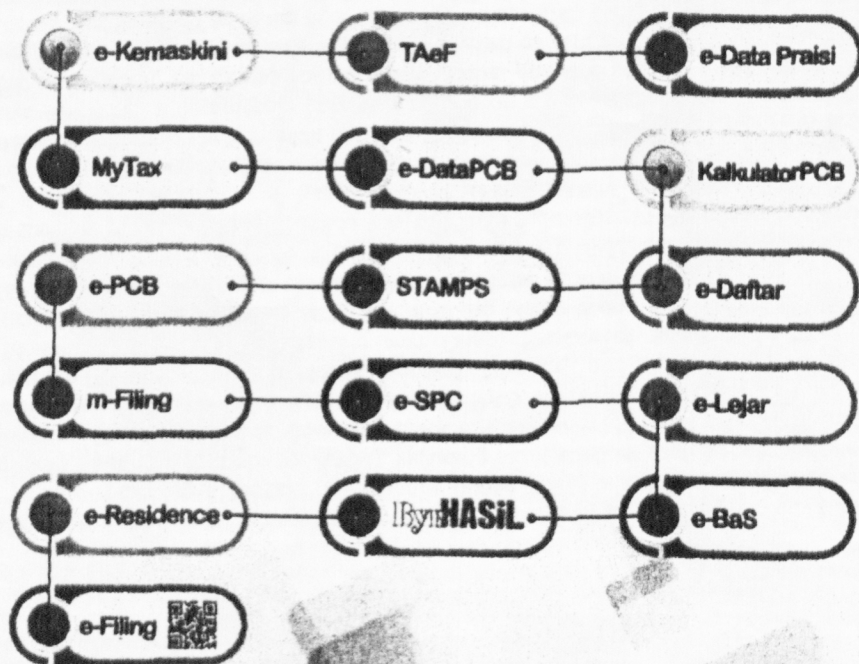 e-Kemaskini TAeF e-Data Praisi
MyTax e-DataPCB KalkulatorPCB
e-PCB STAMPS e-Daftar
m-Filing e-SPC e-Lejar
e-Residence HASiL e-BaS
e-Filing